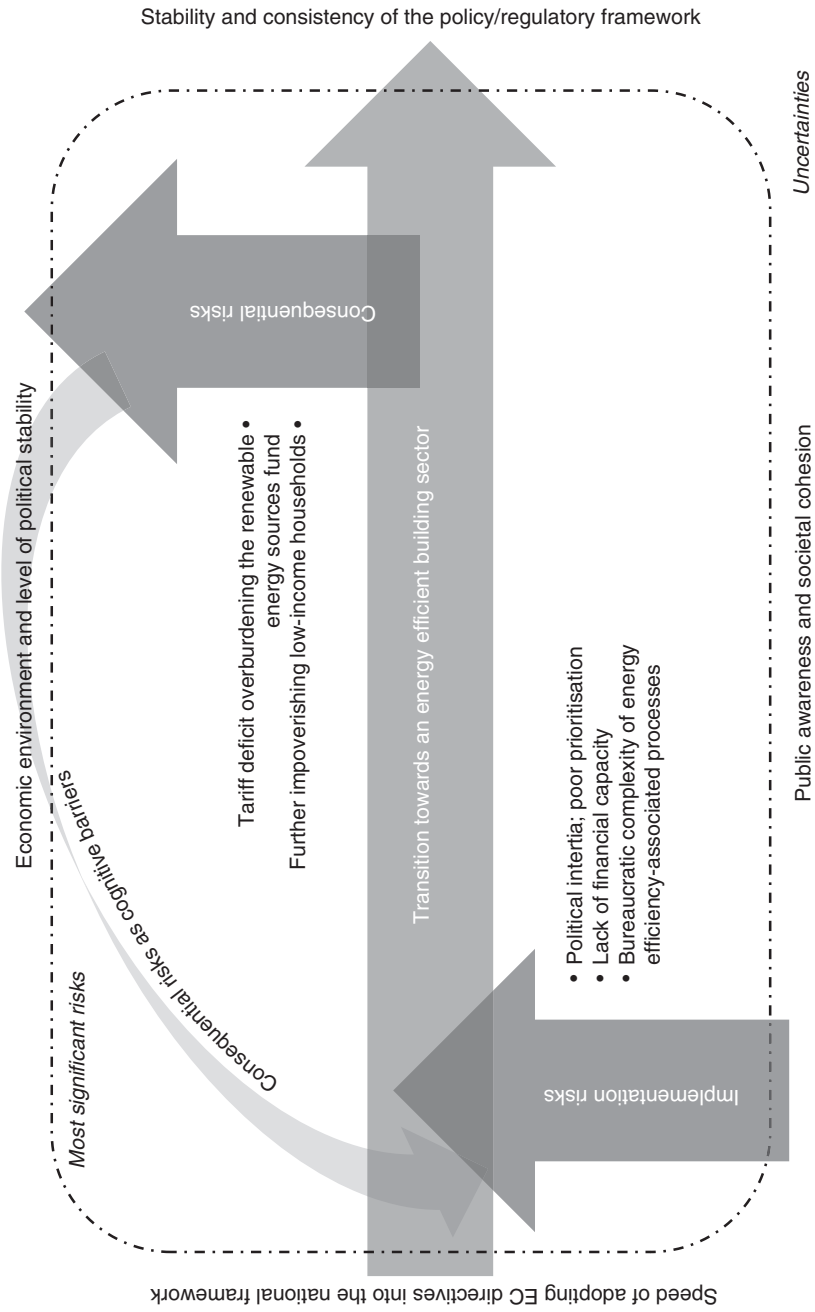 Economic environment and level of political stability
Most significant risks
Consequential risks as cognitive barriers
Tariff deficit overburdening the renewable •
energy sources fund
Further impoverishing low-income households •
Consequential risks
Speed of adopting EC directives into the national framework
Transition towards an energy efficient building sector
Stability and consistency of the policy/regulatory framework
Implementation risks
• Political intertia; poor prioritisation
• Lack of financial capacity
• Bureaucratic complexity of energy
efficiency-associated processes
Public awareness and societal cohesion
Uncertainties